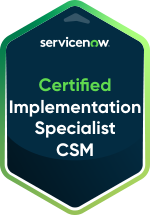 servicenow
Certified
Implementation
Specialist
CSM